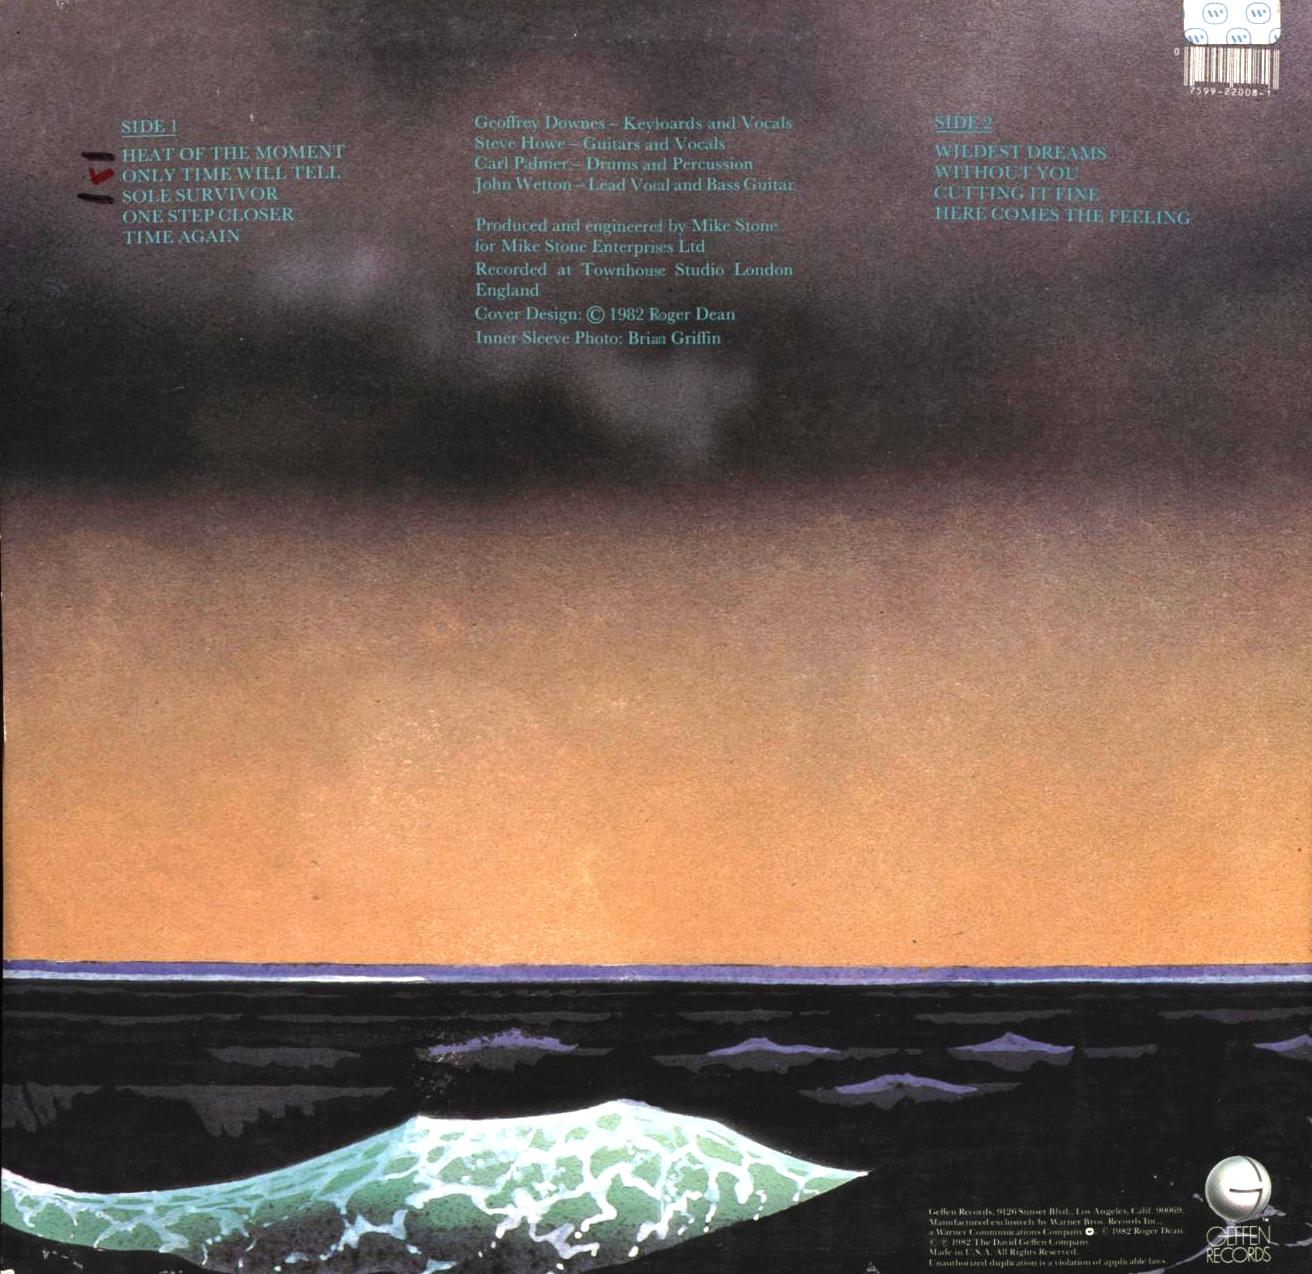 0
7599-22008-1
SIDE 1
HEAT OF THE MOMENT
ONLY TIME WILL TELL
SOLE SURVIVOR
ONE STEP CLOSER
TIME AGAIN
Geoffrey Downes – Keyboards and Vocals
Steve Howe – Guitars and Vocals
Carl Palmer – Drums and Percussion
John Wetton – Lead Vocal and Bass Guitar
Produced and engineered by Mike Stone
for Mike Stone Enterprises Ltd
Recorded at Townhouse Studio London
England
Cover Design: © 1982 Roger Dean
Inner Sleeve Photo: Brian Griffin
SIDE 2
WILDEST DREAMS
WITHOUT YOU
CUTTING IT FINE
HERE COMES THE FEELING
Geffen Records, 9126 Sunset Blvd., Los Angeles, Calif. 90069.
Manufactured exclusively by Warner Bros. Records Inc.,
a Warner Communications Company. © 1982 Roger Dean.
© ℗ 1982 The David Geffen Company
Made in U.S.A. All Rights Reserved.
Unauthorized duplication is a violation of applicable laws.
GEFFEN
RECORDS